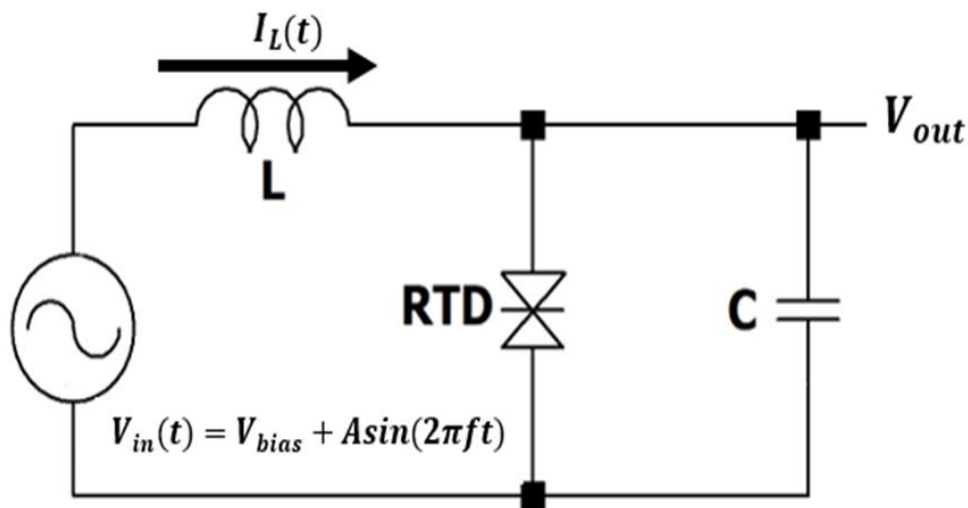 I_L(t)
V_out
L
RTD
C
V_in(t) = V_bias + Asin(2πft)